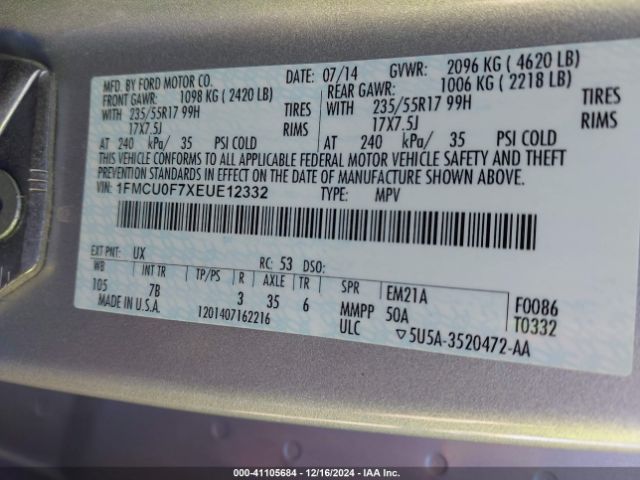 MFD. BY FORD MOTOR CO. DATE: 07/14 GVWR: 2096 KG ( 4620 LB)
FRONT GAWR: 1098 KG ( 2420 LB) REAR GAWR: 1006 KG ( 2218 LB)
WITH 235/55R17 99H TIRES WITH 235/55R17 99H TIRES
17X7.5J RIMS 17X7.5J RIMS
AT 240 kPa/ 35 PSI COLD AT 240 kPa/ 35 PSI COLD
THIS VEHICLE CONFORMS TO ALL APPLICABLE FEDERAL MOTOR VEHICLE SAFETY AND THEFT
PREVENTION STANDARDS IN EFFECT ON THE DATE OF MANUFACTURE SHOWN ABOVE.
VIN: 1FMCU0F7XEUE12332 TYPE: MPV
EXT PNT: UX RC: 53 DSO:
WB INT TR TP/PS R AXLE TR SPR EM21A F0086
105 7B 3 35 6 MMPP 50A T0332
MADE IN U.S.A. 1201407162216 ULC 5U5A-3520472-AA
www.iaai.com 0-41105684 - 12/16/2024 - IAA Inc.